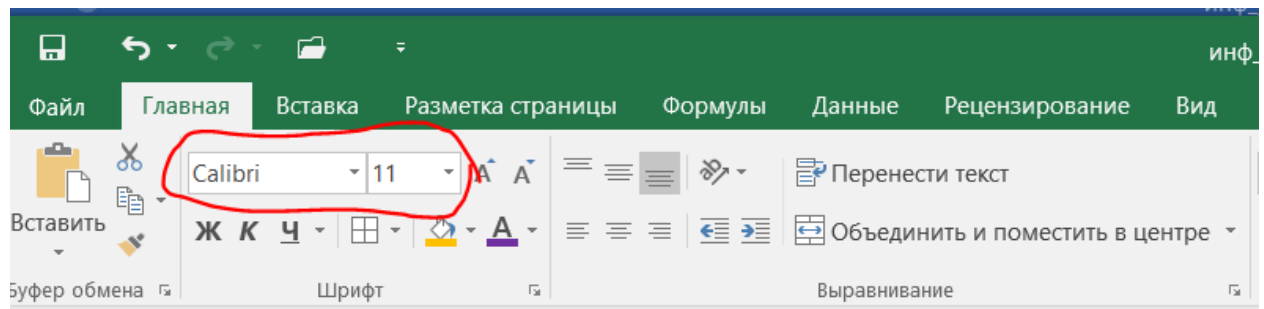 инф_
Файл Главная Вставка Разметка страницы Формулы Данные Рецензирование Вид
Calibri 11 A A Перенести текст
Вставить
Ж К Ч A Объединить и поместить в центре
Буфер обмена Шрифт Выравнивание